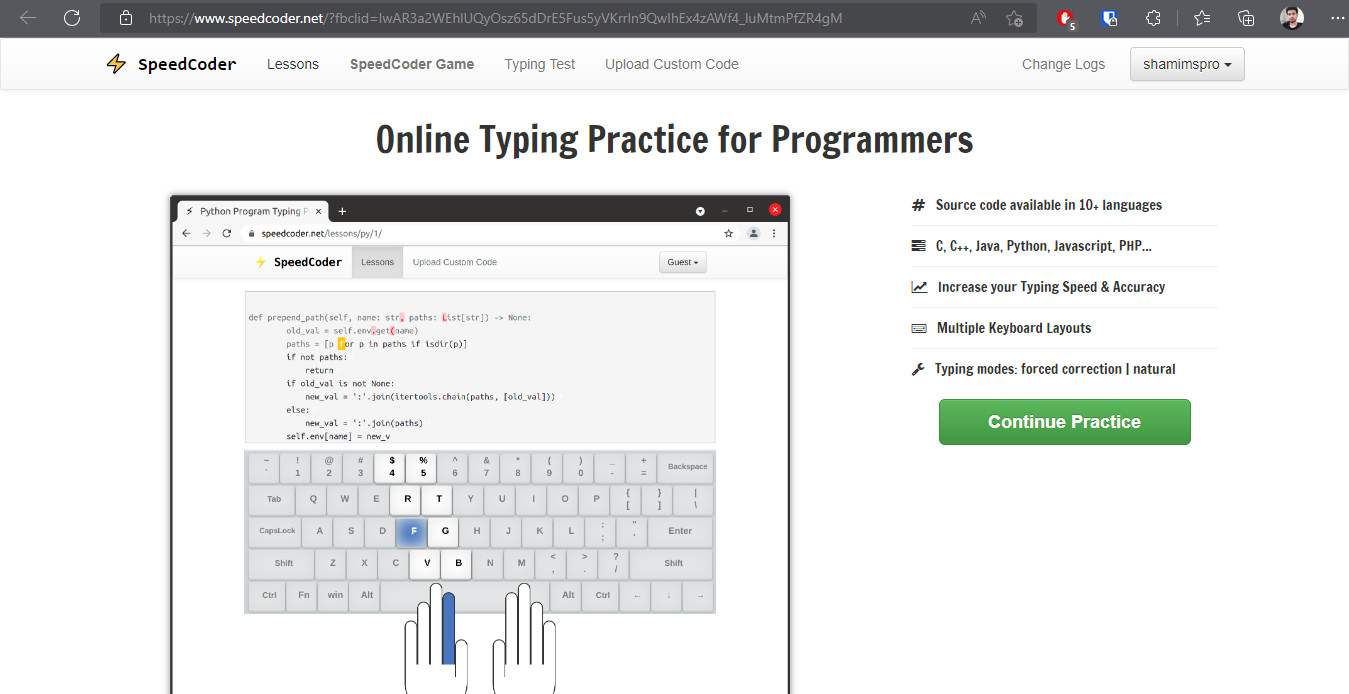 https://www.speedcoder.net/?fbclid=IwAR3a2WEhlUQyOsz65dDrE5Fus5yVKrrIn9QwIhEx4zAWf4_luMtmPfZR4gM
5
SpeedCoder Lessons SpeedCoder Game Typing Test Upload Custom Code Change Logs shamimspro
Online Typing Practice for Programmers
Python Program Typing P
speedcoder.net/lessons/py/1/
SpeedCoder Lessons Upload Custom Code Guest
def prepend_path(self, name: str, paths: List[str]) -> None:
old_val = self.env.get(name)
paths = [p for p in paths if isdir(p)]
if not paths:
return
if old_val is not None:
new_val = ':'.join(itertools.chain(paths, [old_val]))
else:
new_val = ':'.join(paths)
self.env[name] = new_v
~ ! @ # $ % ^ & * ( ) _ +
` 1 2 3 4 5 6 7 8 9 0 - = Backspace
Tab Q W E R T Y U I O P { [ } ] | \
CapsLock A S D F G H J K L : ; " ' Enter
Shift Z X C V B N M < , > . ? / Shift
Ctrl Fn win Alt Alt Ctrl ← ↓ →
# Source code available in 10+ languages
C, C++, Java, Python, Javascript, PHP...
Increase your Typing Speed & Accuracy
Multiple Keyboard Layouts
Typing modes: forced correction | natural
Continue Practice